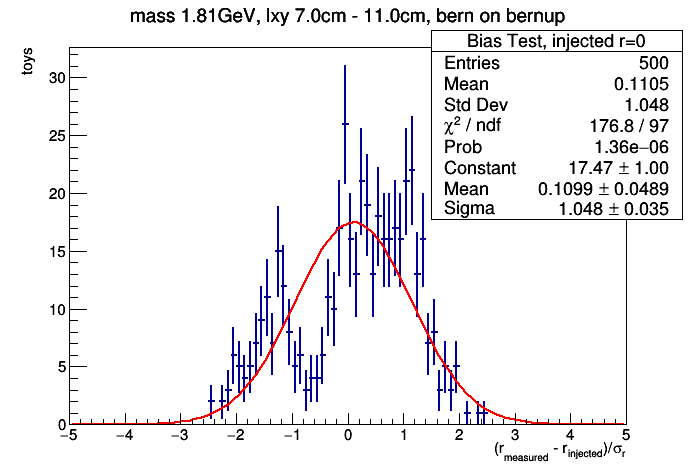 mass 1.81GeV, lxy 7.0cm - 11.0cm, bern on bernup
Bias Test, injected r=0
Entries 500
Mean 0.1105
Std Dev 1.048
χ² / ndf 176.8 / 97
Prob 1.36e−06
Constant 17.47 ± 1.00
Mean 0.1099 ± 0.0489
Sigma 1.048 ± 0.035
toys
30
25
20
15
10
5
0
−5 −4 −3 −2 −1 0 1 2 3 4 5
(r_measured - r_injected)/σ_r